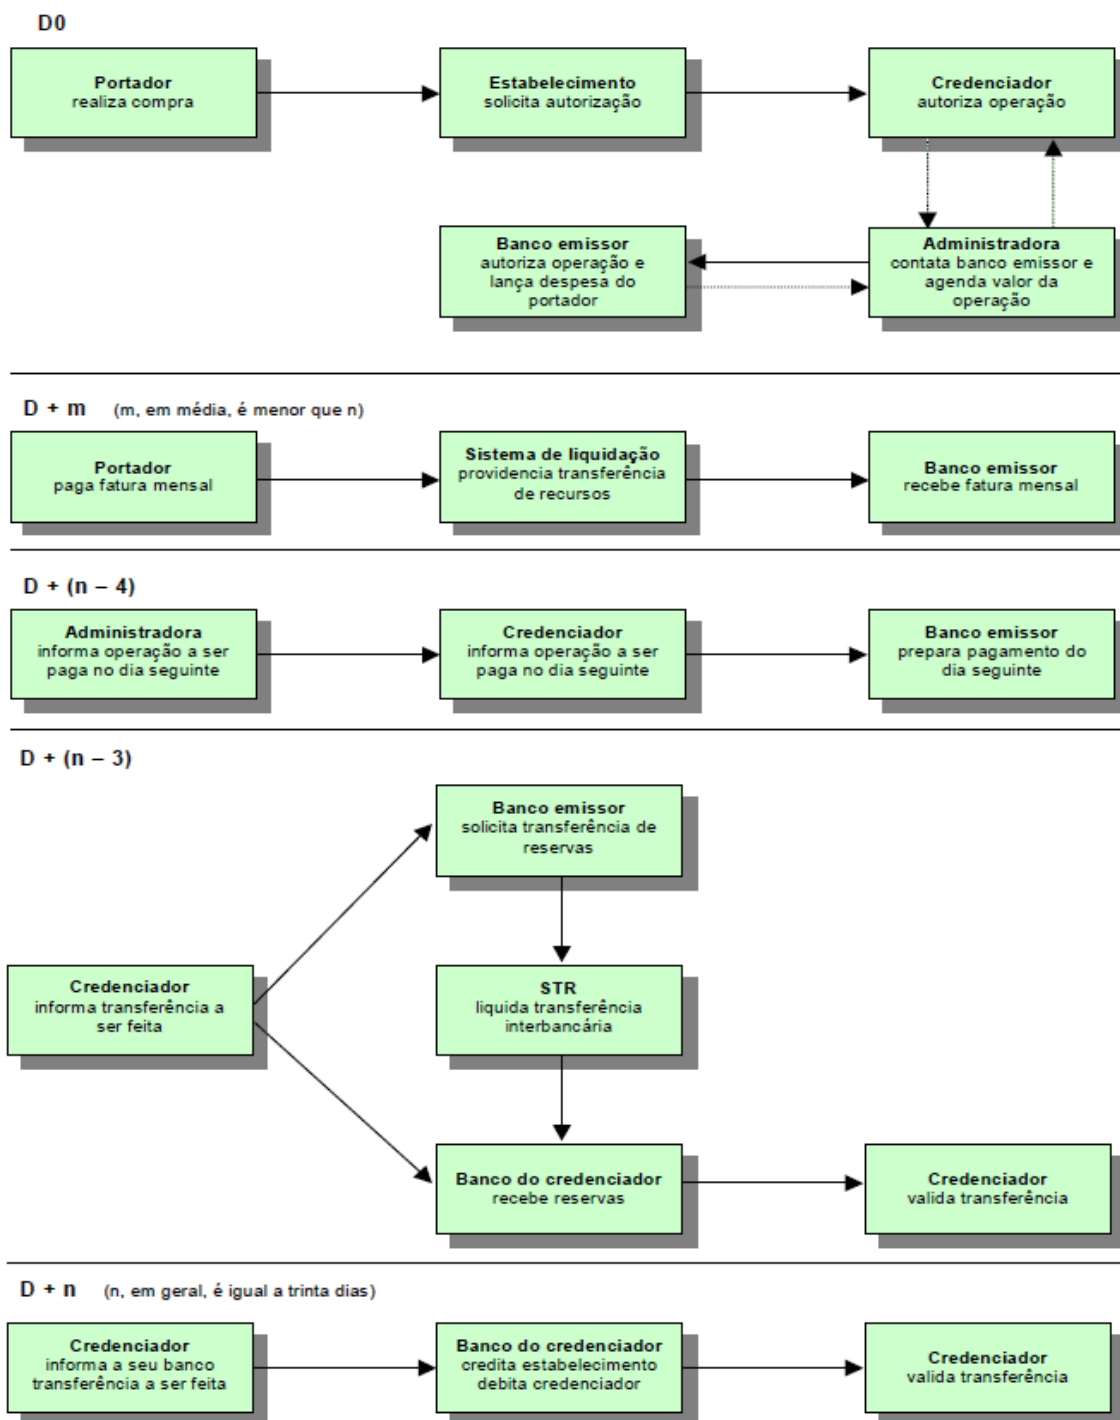 D0
Portador
realiza compra
Estabelecimento
solicita autorização
Credenciador
autoriza operação
Banco emissor
autoriza operação e
lança despesa do
portador
Administradora
contata banco emissor e
agenda valor da
operação
D + m (m, em média, é menor que n)
Portador
paga fatura mensal
Sistema de liquidação
providencia transferência
de recursos
Banco emissor
recebe fatura mensal
D + (n – 4)
Administradora
informa operação a ser
paga no dia seguinte
Credenciador
informa operação a ser
paga no dia seguinte
Banco emissor
prepara pagamento do
dia seguinte
D + (n – 3)
Banco emissor
solicita transferência de
reservas
Credenciador
informa transferência a
ser feita
STR
liquida transferência
interbancária
Banco do credenciador
recebe reservas
Credenciador
valida transferência
D + n (n, em geral, é igual a trinta dias)
Credenciador
informa a seu banco
transferência a ser feita
Banco do credenciador
credita estabelecimento
debita credenciador
Credenciador
valida transferência